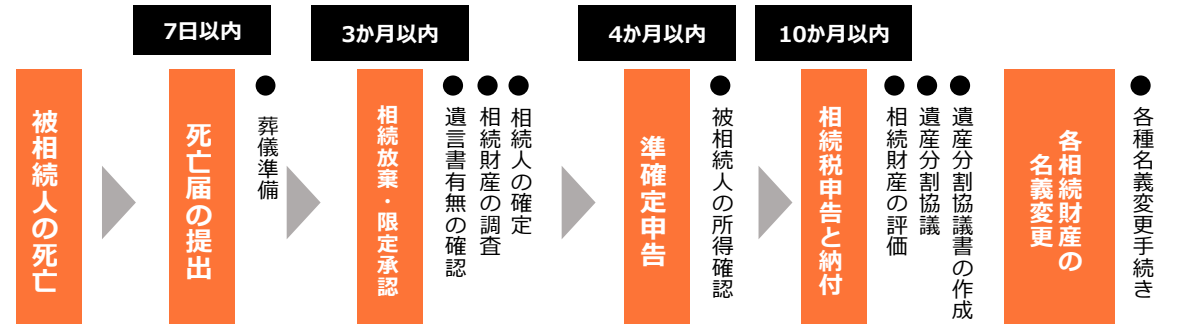 被相続人の死亡
7日以内
死亡届の提出
●葬儀準備
3か月以内
相続放棄・限定承認
●遺言書有無の確認
●相続財産の調査
●相続人の確定
4か月以内
準確定申告
●被相続人の所得確認
10か月以内
相続税申告と納付
●相続財産の評価
●遺産分割協議
●遺産分割協議書の作成
各相続財産の
名義変更
●各種名義変更手続き